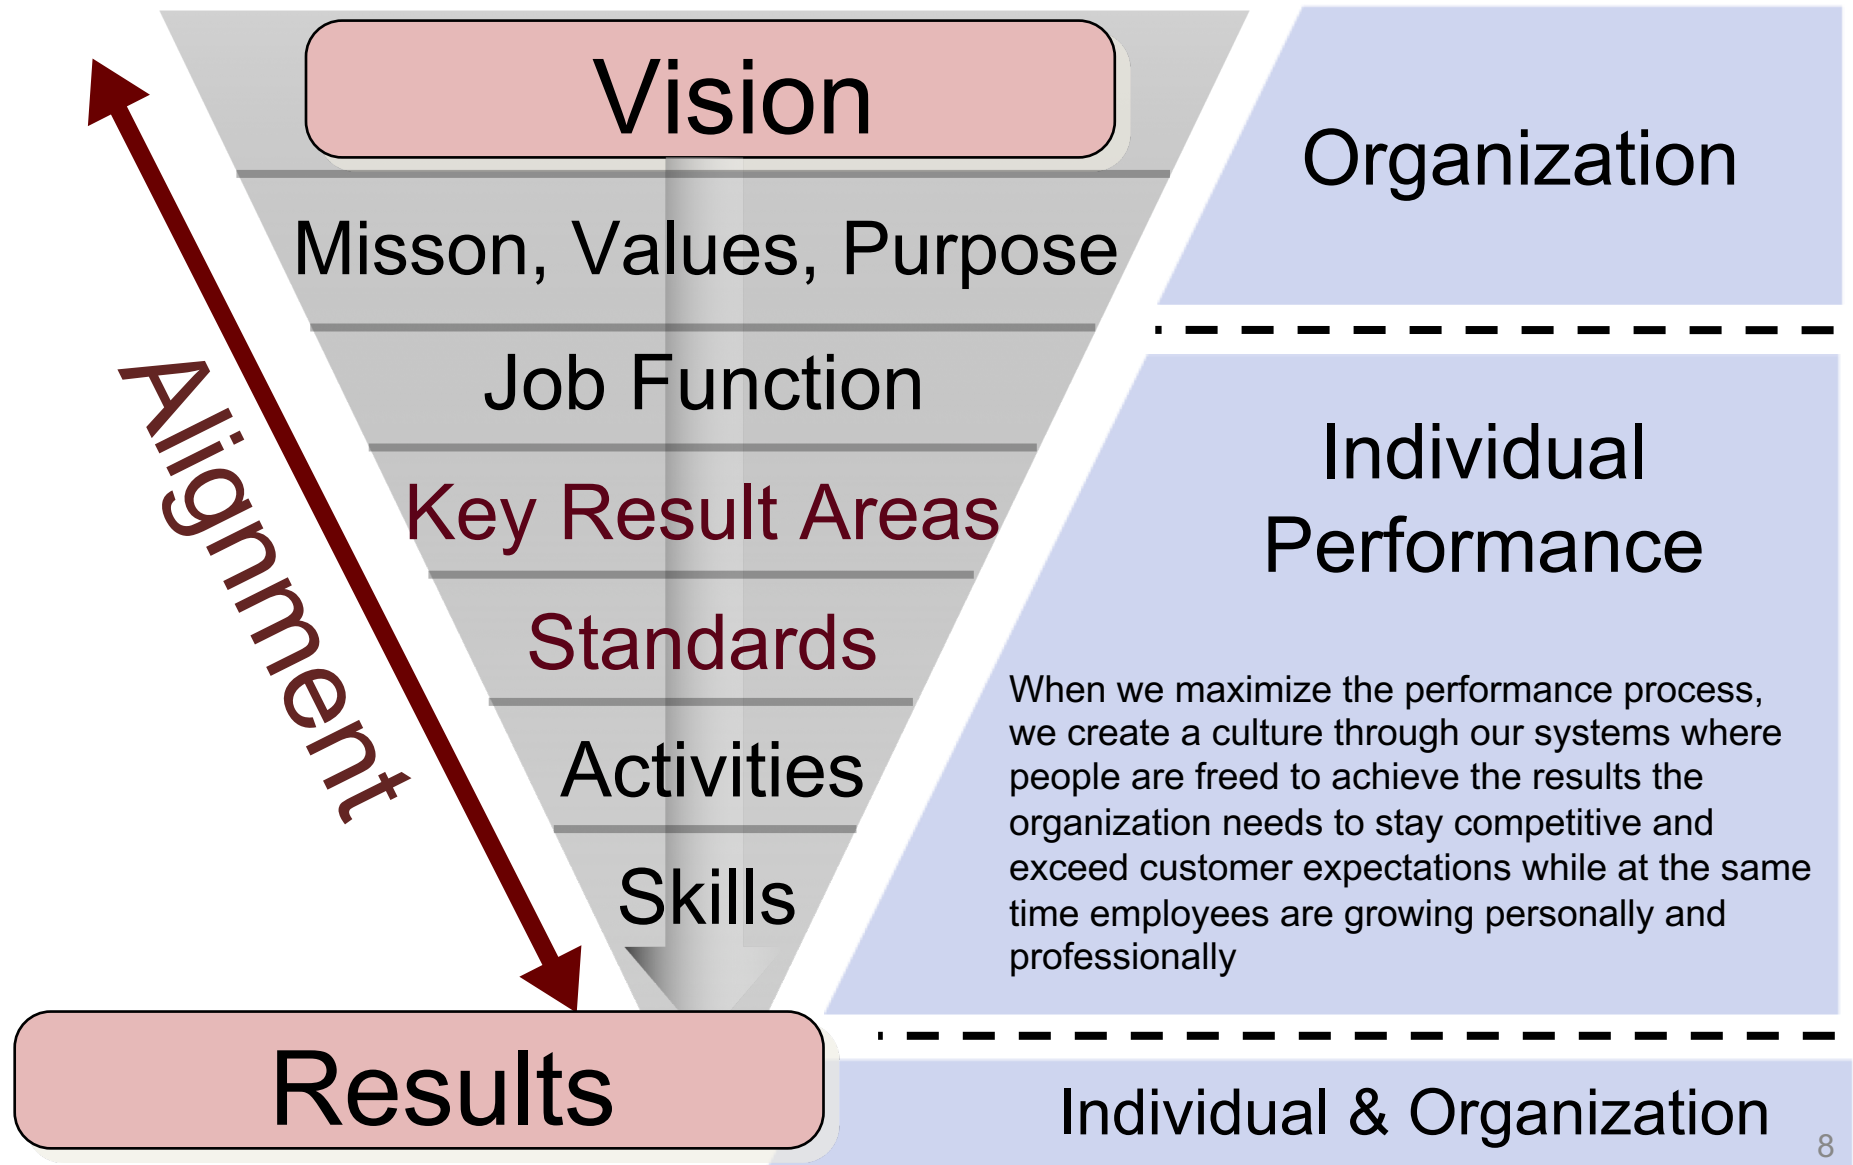 Vision
Misson, Values, Purpose
Job Function
Key Result Areas
Standards
Activities
Skills
Results
Alignment
Organization
Individual
Performance
When we maximize the performance process,
we create a culture through our systems where
people are freed to achieve the results the
organization needs to stay competitive and
exceed customer expectations while at the same
time employees are growing personally and
professionally
Individual & Organization
8